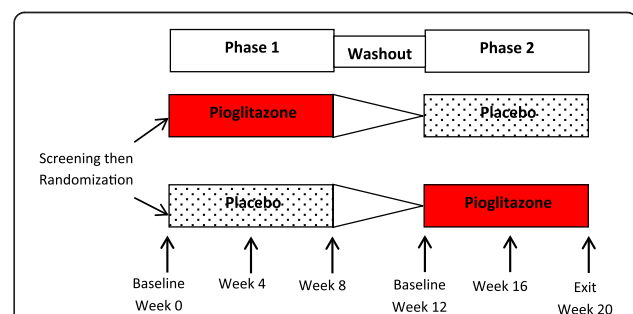 Phase 1
Washout
Phase 2
Pioglitazone
Placebo
Screening then
Randomization
Placebo
Pioglitazone
Baseline
Week 0
Week 4
Week 8
Baseline
Week 12
Week 16
Exit
Week 20